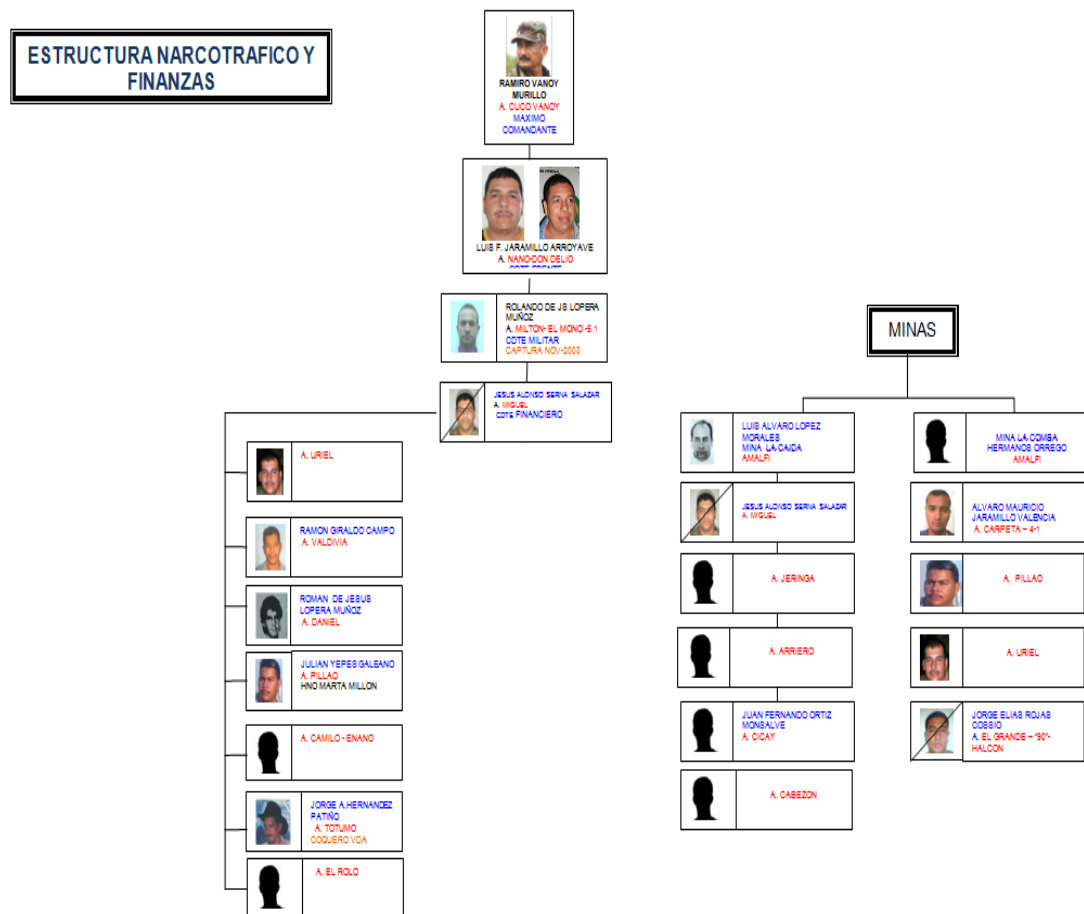 ESTRUCTURA NARCOTRAFICO Y
FINANZAS
RAMIRO VANOY
MURILLO
A. CUCO VANOY
MAXIMO
COMANDANTE
LUIS F. JARAMILLO ARROYAVE
A. NANO-DON DELIO
CDTE FRENTE
ROLANDO DE JS LOPERA
MUÑOZ
A. MILTON- EL MONO -5.1
CDTE MILITAR
CAPTURA NOV-2003
JESUS ALONSO SERNA SALAZAR
A. MIGUEL
CDTE FINANCIERO
A. URIEL
RAMON GIRALDO CAMPO
A. VALDIVIA
ROMAN DE JESUS
LOPERA MUÑOZ
A. DANIEL
JULIAN YEPES GALEANO
A. PILLAO
HNO MARTA MILLON
A. CAMILO - ENANO
JORGE A.HERNANDEZ
PATIÑO
A. TOTUMO
COQUERO VDA
A. EL ROLO
MINAS
LUIS ALVARO LOPEZ
MORALES
MINA LA CAIDA
AMALFI
JESUS ALONSO SERNA SALAZAR
A. MIGUEL
A. JERINGA
A. ARRIERO
JUAN FERNANDO ORTIZ
MONSALVE
A. CICAY
A. CABEZON
MINA LA COMBA
HERMANOS ORREGO
AMALFI
ALVARO MAURICIO
JARAMILLO VALENCIA
A. CARPETA – 4-1
A. PILLAO
A. URIEL
JORGE ELIAS ROJAS
COSSIO
A. EL GRANDE – "90"-
HALCON